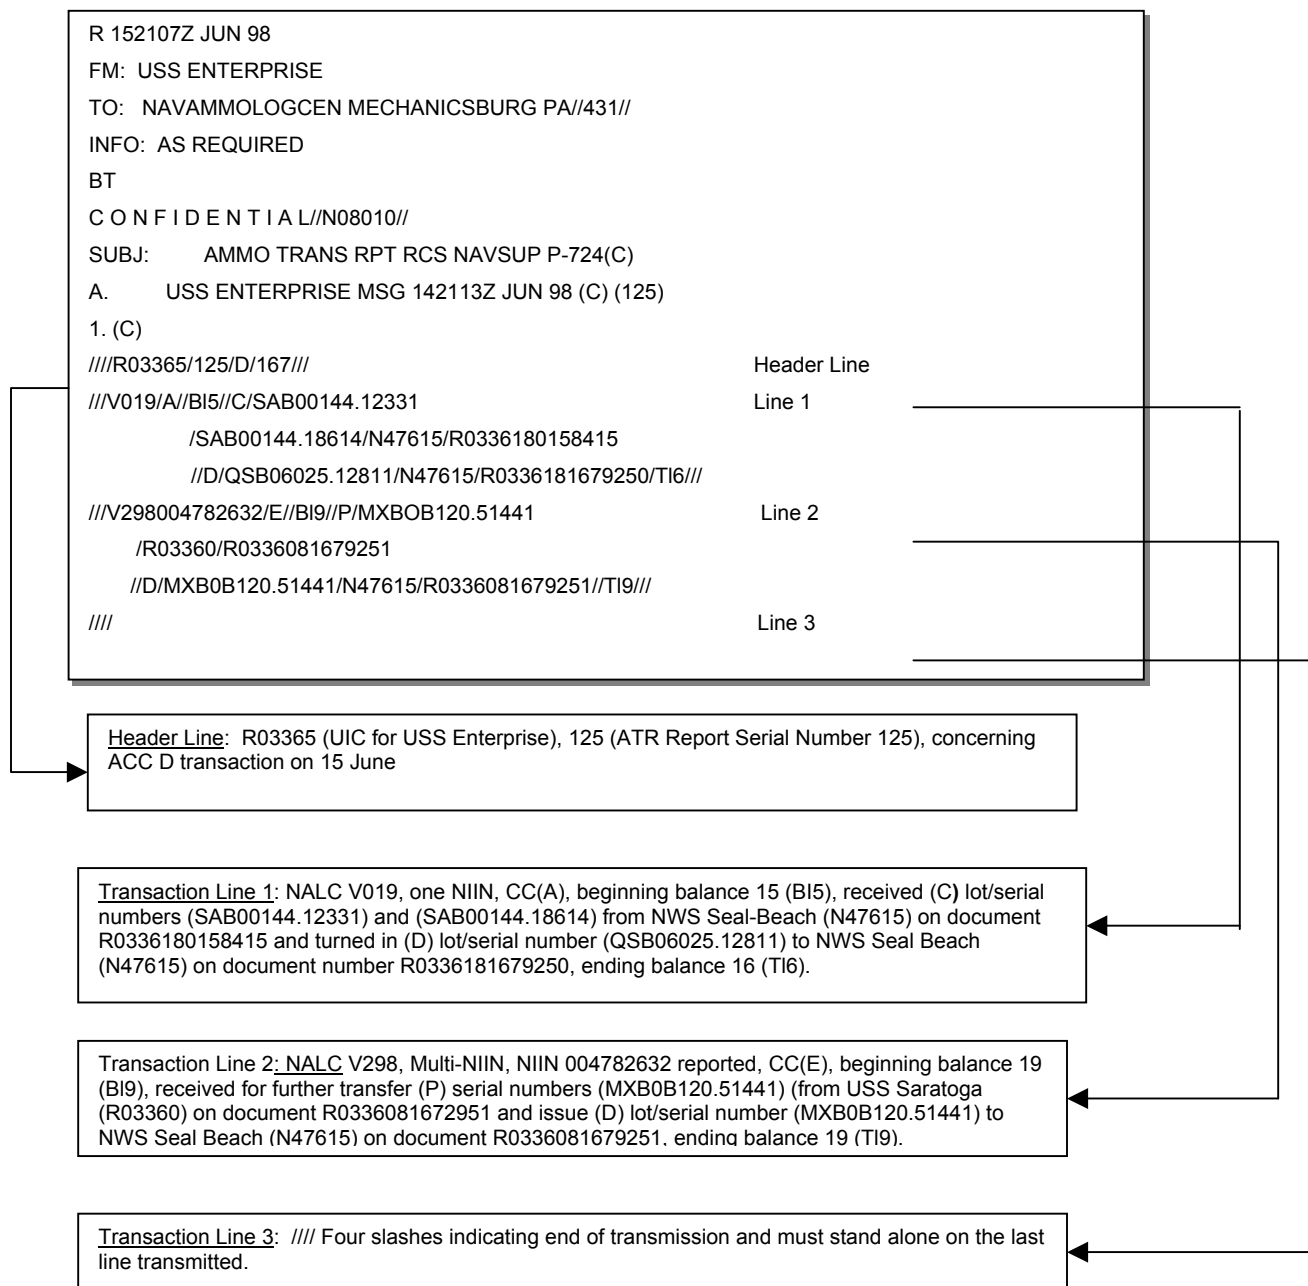 R 152107Z JUN 98
FM: USS ENTERPRISE
TO: NAVAMMOLOGCEN MECHANICSBURG PA//431//
INFO: AS REQUIRED
BT
C O N F I D E N T I A L//N08010//
SUBJ: AMMO TRANS RPT RCS NAVSUP P-724(C)
A. USS ENTERPRISE MSG 142113Z JUN 98 (C) (125)
1. (C)
////R03365/125/D/167/// Header Line
///V019/A//BI5//C/SAB00144.12331 Line 1
/SAB00144.18614/N47615/R0336180158415
//D/QSB06025.12811/N47615/R0336181679250/TI6///
///V298004782632/E//BI9//P/MXBOB120.51441 Line 2
/R03360/R0336081679251
//D/MXB0B120.51441/N47615/R0336081679251//TI9///
//// Line 3
Header Line: R03365 (UIC for USS Enterprise), 125 (ATR Report Serial Number 125), concerning
ACC D transaction on 15 June
Transaction Line 1: NALC V019, one NIIN, CC(A), beginning balance 15 (BI5), received (C) lot/serial
numbers (SAB00144.12331) and (SAB00144.18614) from NWS Seal-Beach (N47615) on document
R0336180158415 and turned in (D) lot/serial number (QSB06025.12811) to NWS Seal Beach
(N47615) on document number R0336181679250, ending balance 16 (TI6).
Transaction Line 2: NALC V298, Multi-NIIN, NIIN 004782632 reported, CC(E), beginning balance 19
(BI9), received for further transfer (P) serial numbers (MXB0B120.51441) (from USS Saratoga
(R03360) on document R0336081672951 and issue (D) lot/serial number (MXB0B120.51441) to
NWS Seal Beach (N47615) on document R0336081679251, ending balance 19 (TI9).
Transaction Line 3: //// Four slashes indicating end of transmission and must stand alone on the last
line transmitted.